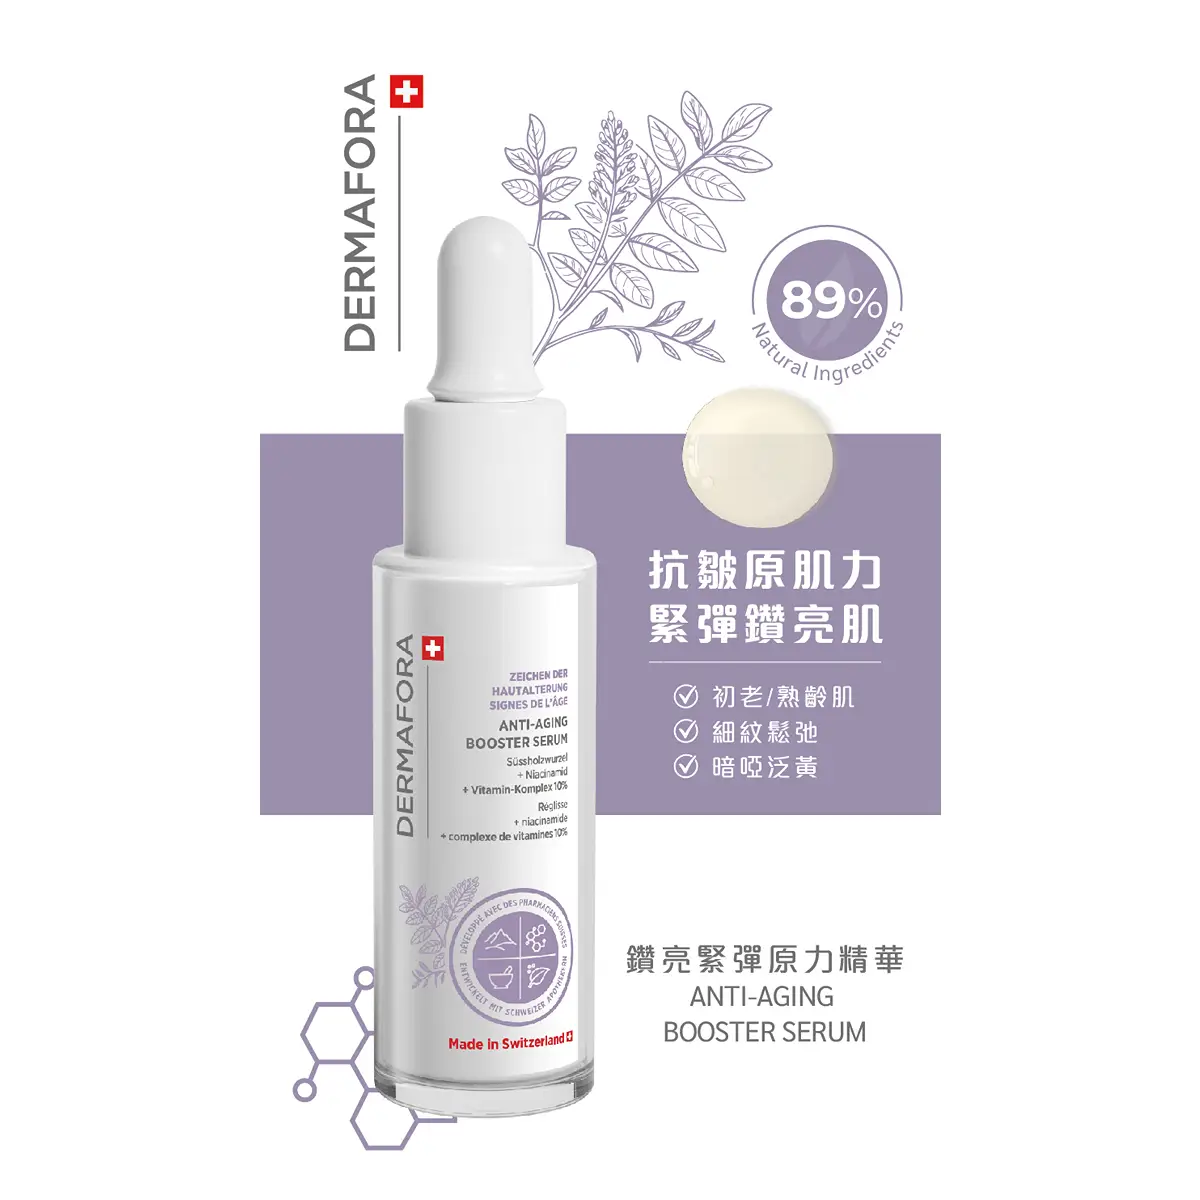 DERMAFORA
89%
Natural Ingredients
抗皺原肌力
緊彈鑽亮肌
初老/熟齡肌
細紋鬆弛
暗啞泛黃
DERMAFORA
ZEICHEN DER
HAUTALTERUNG
SIGNES DE L'ÂGE
ANTI-AGING
BOOSTER SERUM
Süssholzwurzel
+ Niacinamid
+ Vitamin-Komplex 10%
Réglisse
+ niacinamide
+ complexe de vitamines 10%
DÉVELOPPÉ AVEC DES PHARMACIENS SUISSES
ENTWICKELT MIT SCHWEIZER APOTHEKERN
Made in Switzerland
鑽亮緊彈原力精華
ANTI-AGING
BOOSTER SERUM